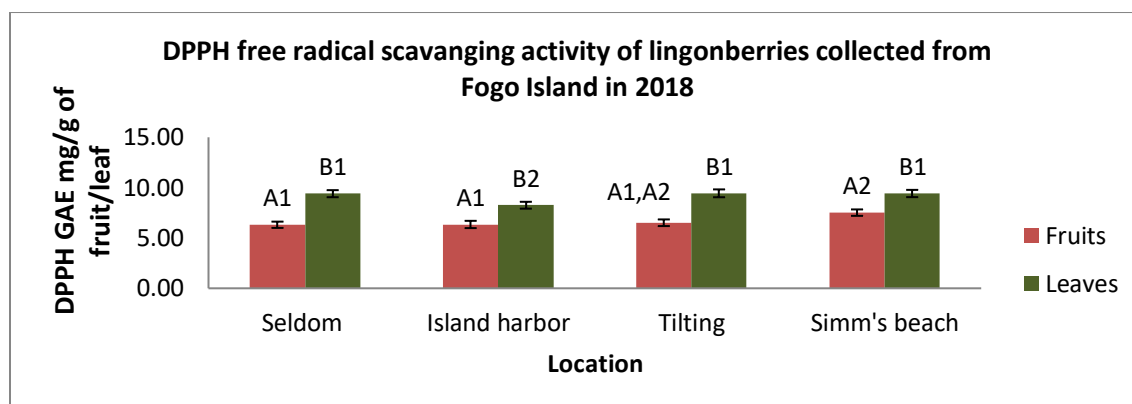 DPPH free radical scavanging activity of lingonberries collected from
Fogo Island in 2018
DPPH GAE mg/g of
fruit/leaf
15.00
10.00
5.00
0.00
A1
B1
A1
B2
A1,A2
B1
A2
B1
Fruits
Leaves
Seldom
Island harbor
Tilting
Simm's beach
Location